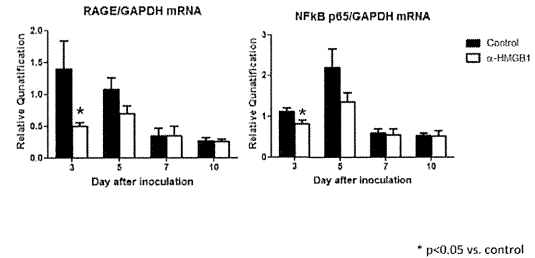 RAGE/GAPDH mRNA
Relative Qunatification
2.0
1.5
1.0
0.5
0.0
*
3 5 7 10
Day after inoculation
NFkB p65/GAPDH mRNA
Relative Qunatification
3
2
1
0
*
3 5 7 10
Day after inoculation
Control
α-HMGB1
* p<0.05 vs. control